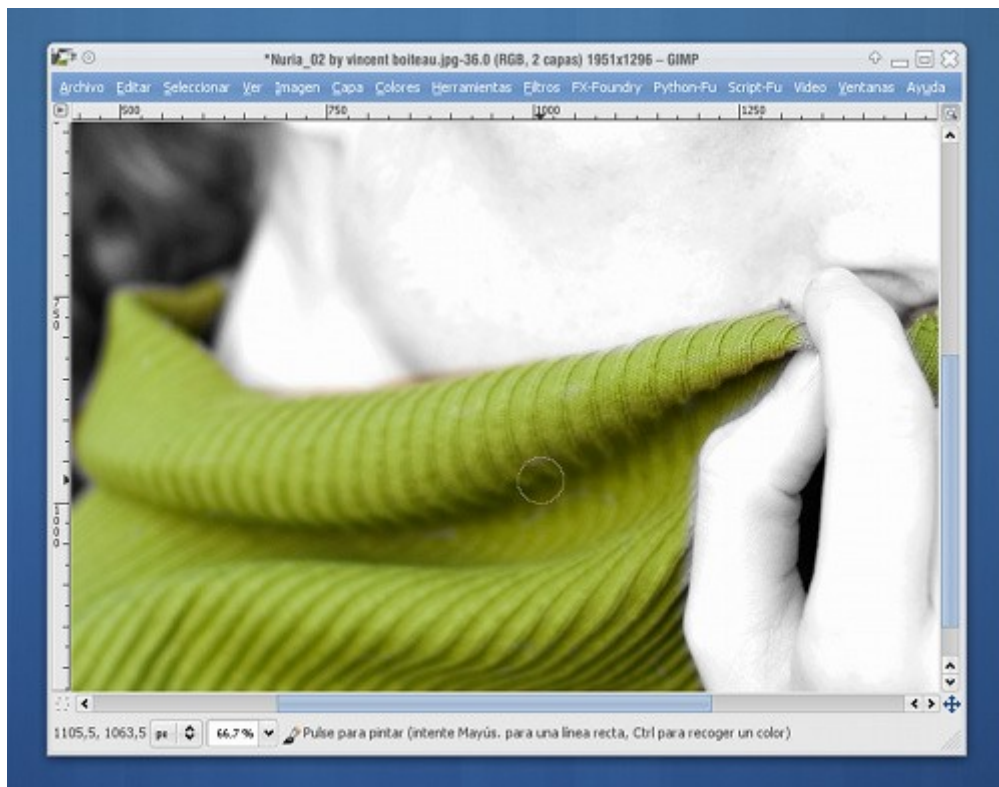 *Nuria_02 by vincent boiteau.jpg-36.0 (RGB, 2 capas) 1951x1296 – GIMP
Archivo Editar Seleccionar Ver Imagen Capa Colores Herramientas Filtros FX-Foundry Python-Fu Script-Fu Video Ventanas Ayuda
500 750 1000 1250
750
1000
1105,5, 1063,5 px 66,7 % Pulse para pintar (intente Mayús. para una línea recta, Ctrl para recoger un color)